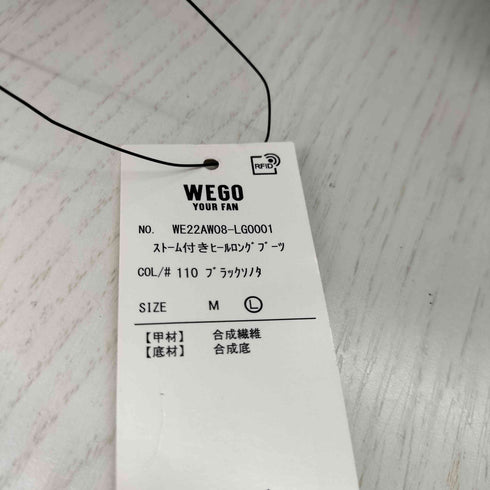 RFID
WEGO
YOUR FAN
NO. WE22AW08-LG0001
ｽﾄｰﾑ付きﾋｰﾙﾛﾝｸﾞﾌﾞｰﾂ
COL/# 110 ﾌﾞﾗｯｸｿﾉﾀ
SIZE M Ⓛ
【甲材】 合成繊維
【底材】 合成底